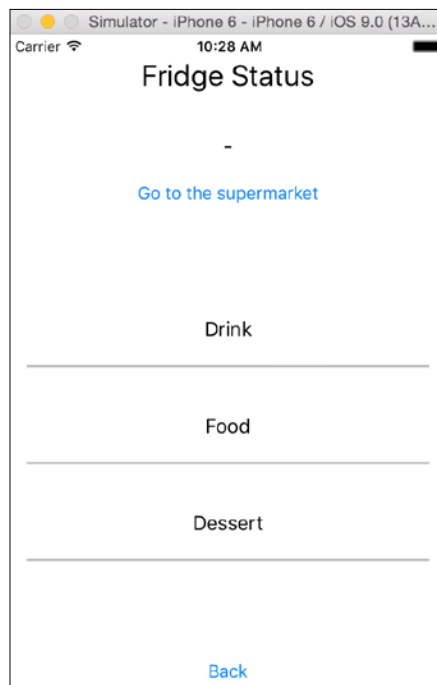 Simulator - iPhone 6 - iPhone 6 / iOS 9.0 (13A...
Carrier 10:28 AM
Fridge Status
-
Go to the supermarket
Drink
Food
Dessert
Back